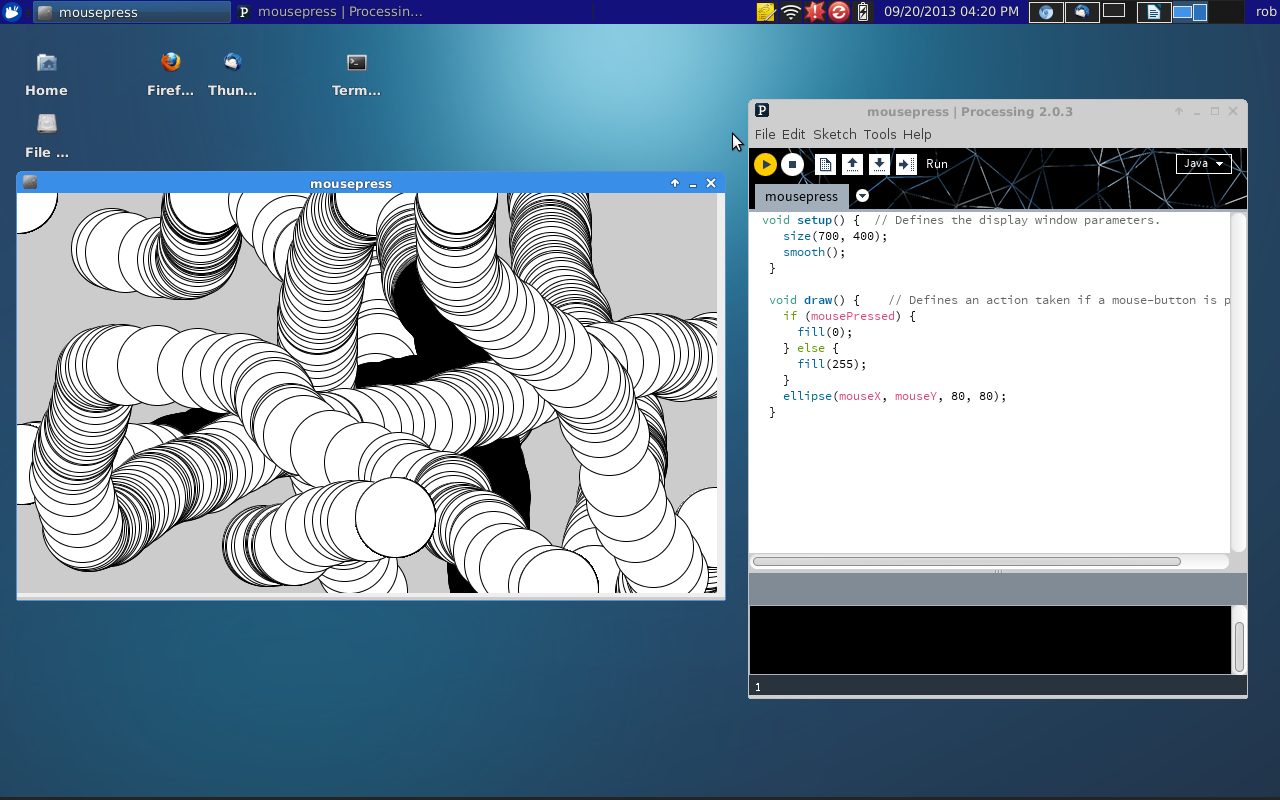 mousepress
P mousepress | Processin...
09/20/2013 04:20 PM
rob
Home
Firef...
Thun...
Term...
File ...
mousepress
P
mousepress | Processing 2.0.3
File Edit Sketch Tools Help
Run
Java
mousepress
void setup() {  // Defines the display window parameters.
   size(700, 400);
   smooth();
 }
 void draw() {    // Defines an action taken if a mouse-button is p
   if (mousePressed) {
     fill(0);
   } else {
     fill(255);
   }
   ellipse(mouseX, mouseY, 80, 80);
 }
1